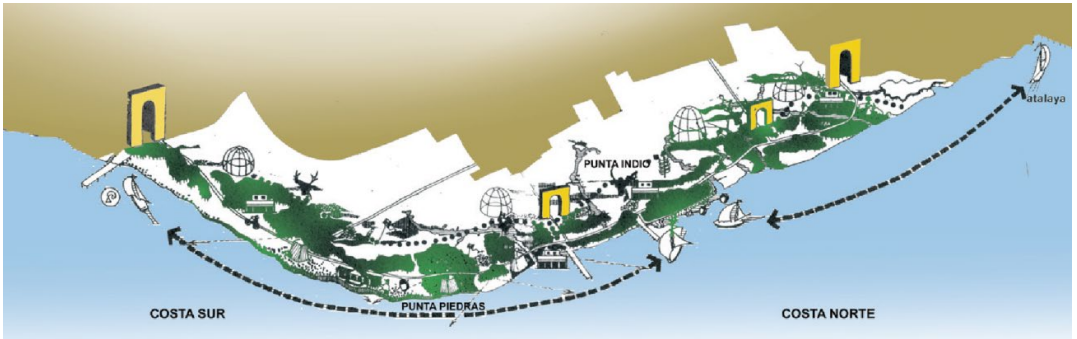 atalaya
PUNTA INDIO
PUNTA PIEDRAS
COSTA SUR
COSTA NORTE